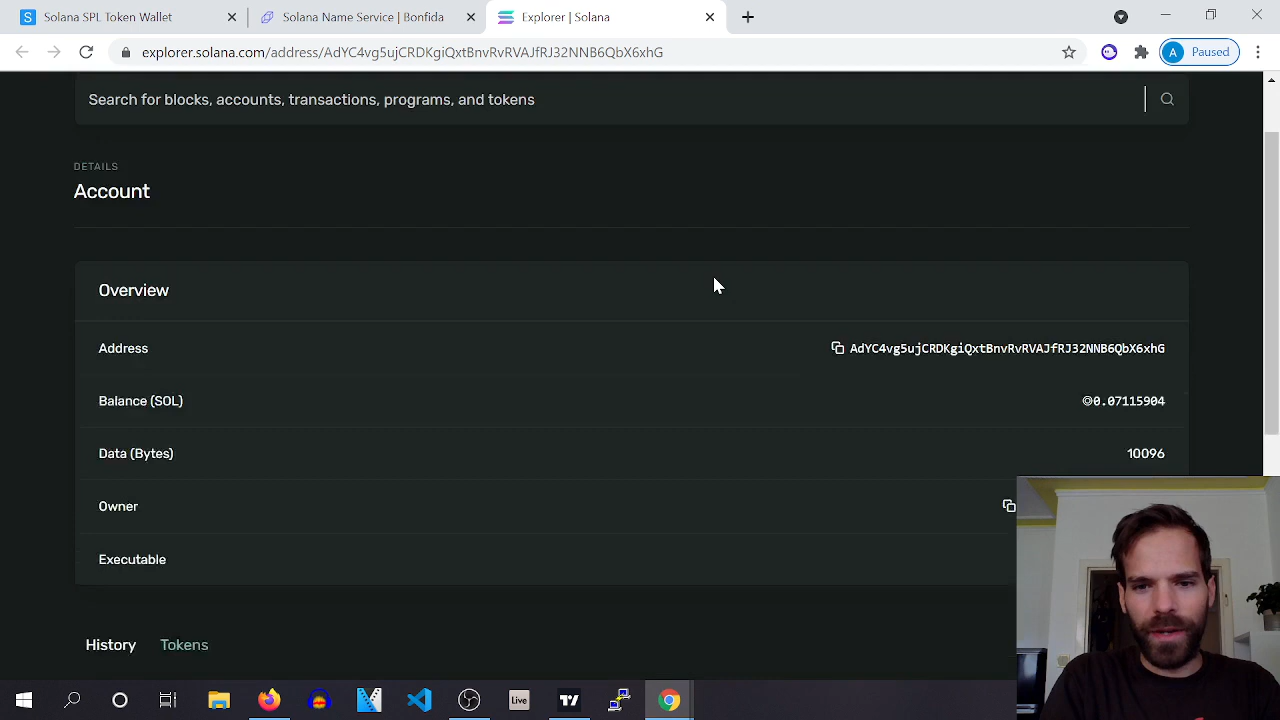 Solana SPL Token Wallet
Solana Name Service | Bonfida
Explorer | Solana
explorer.solana.com/address/AdYC4vg5ujCRDKgiQxtBnvRvRVAJfRJ32NNB6QbX6xhG
A Paused
Search for blocks, accounts, transactions, programs, and tokens
DETAILS
Account
Overview
Address AdYC4vg5ujCRDKgiQxtBnvRvRVAJfRJ32NNB6QbX6xhG
Balance (SOL) ◎0.07115904
Data (Bytes) 10096
Owner
Executable
History Tokens
Live